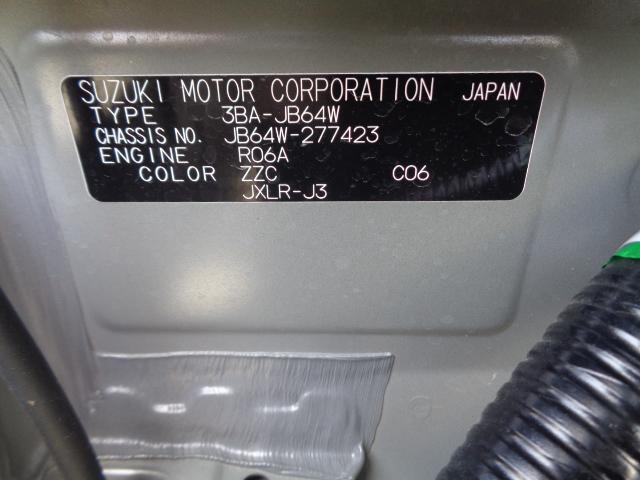 SUZUKI MOTOR CORPORATION JAPAN
TYPE 3BA-JB64W
CHASSIS NO. JB64W-277423
ENGINE R06A
COLOR ZZC C06
JXLR-J3